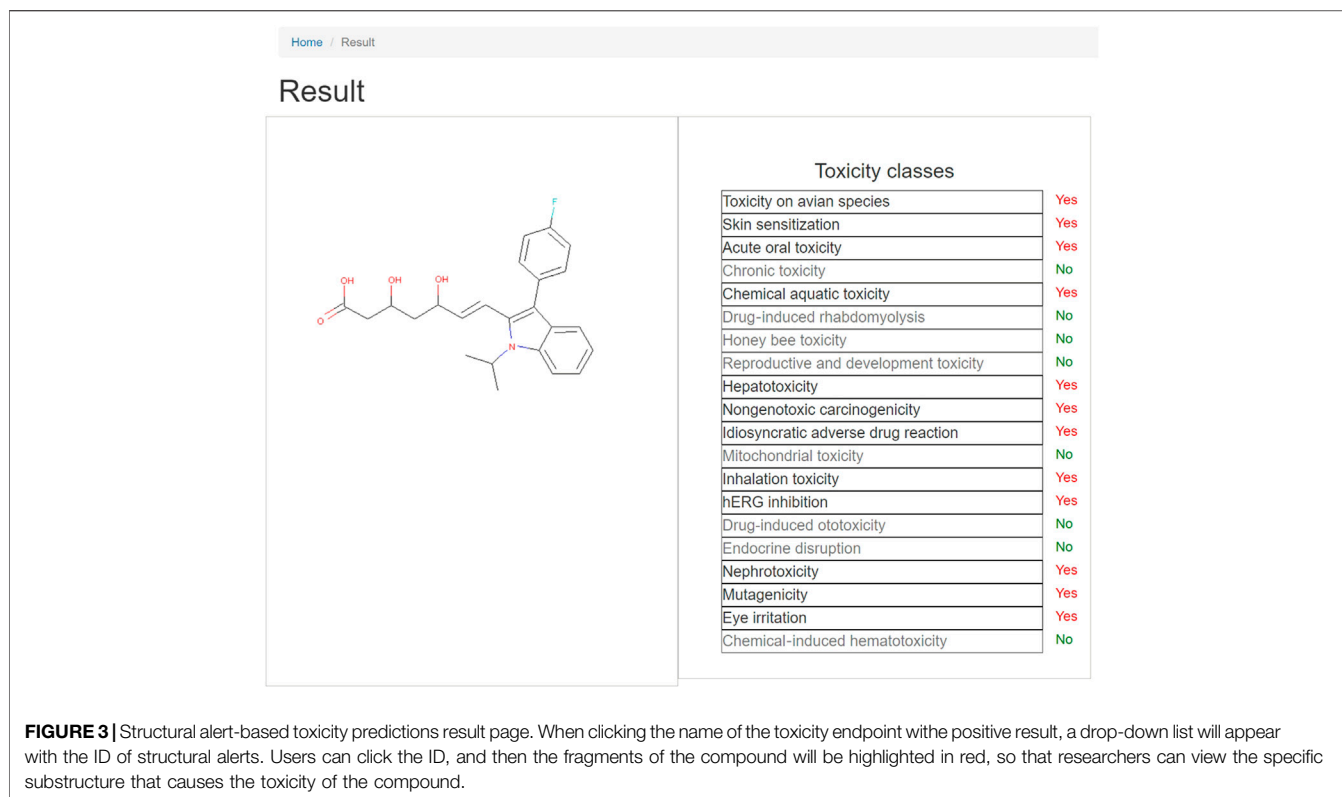 Home / Result
Result
Toxicity classes
Toxicity on avian species Yes
Skin sensitization Yes
Acute oral toxicity Yes
Chronic toxicity No
Chemical aquatic toxicity Yes
Drug-induced rhabdomyolysis No
Honey bee toxicity No
Reproductive and development toxicity No
Hepatotoxicity Yes
Nongenotoxic carcinogenicity Yes
Idiosyncratic adverse drug reaction Yes
Mitochondrial toxicity No
Inhalation toxicity Yes
hERG inhibition Yes
Drug-induced ototoxicity No
Endocrine disruption No
Nephrotoxicity Yes
Mutagenicity Yes
Eye irritation Yes
Chemical-induced hematotoxicity No
F
OH OH OH
O
N
FIGURE 3 | Structural alert-based toxicity predictions result page. When clicking the name of the toxicity endpoint withe positive result, a drop-down list will appear
with the ID of structural alerts. Users can click the ID, and then the fragments of the compound will be highlighted in red, so that researchers can view the specific
substructure that causes the toxicity of the compound.